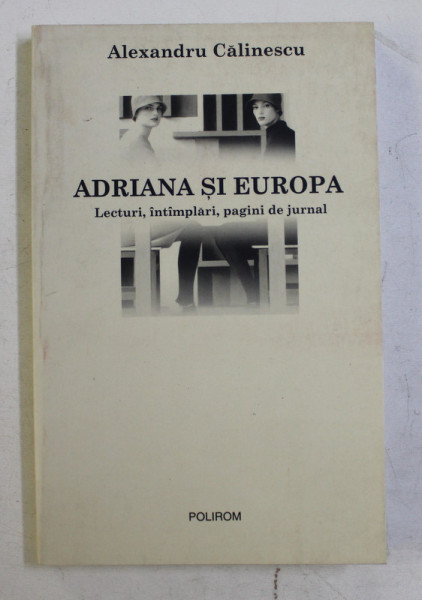 Alexandru Călinescu
ADRIANA ȘI EUROPA
Lecturi, întîmplări, pagini de jurnal
POLIROM